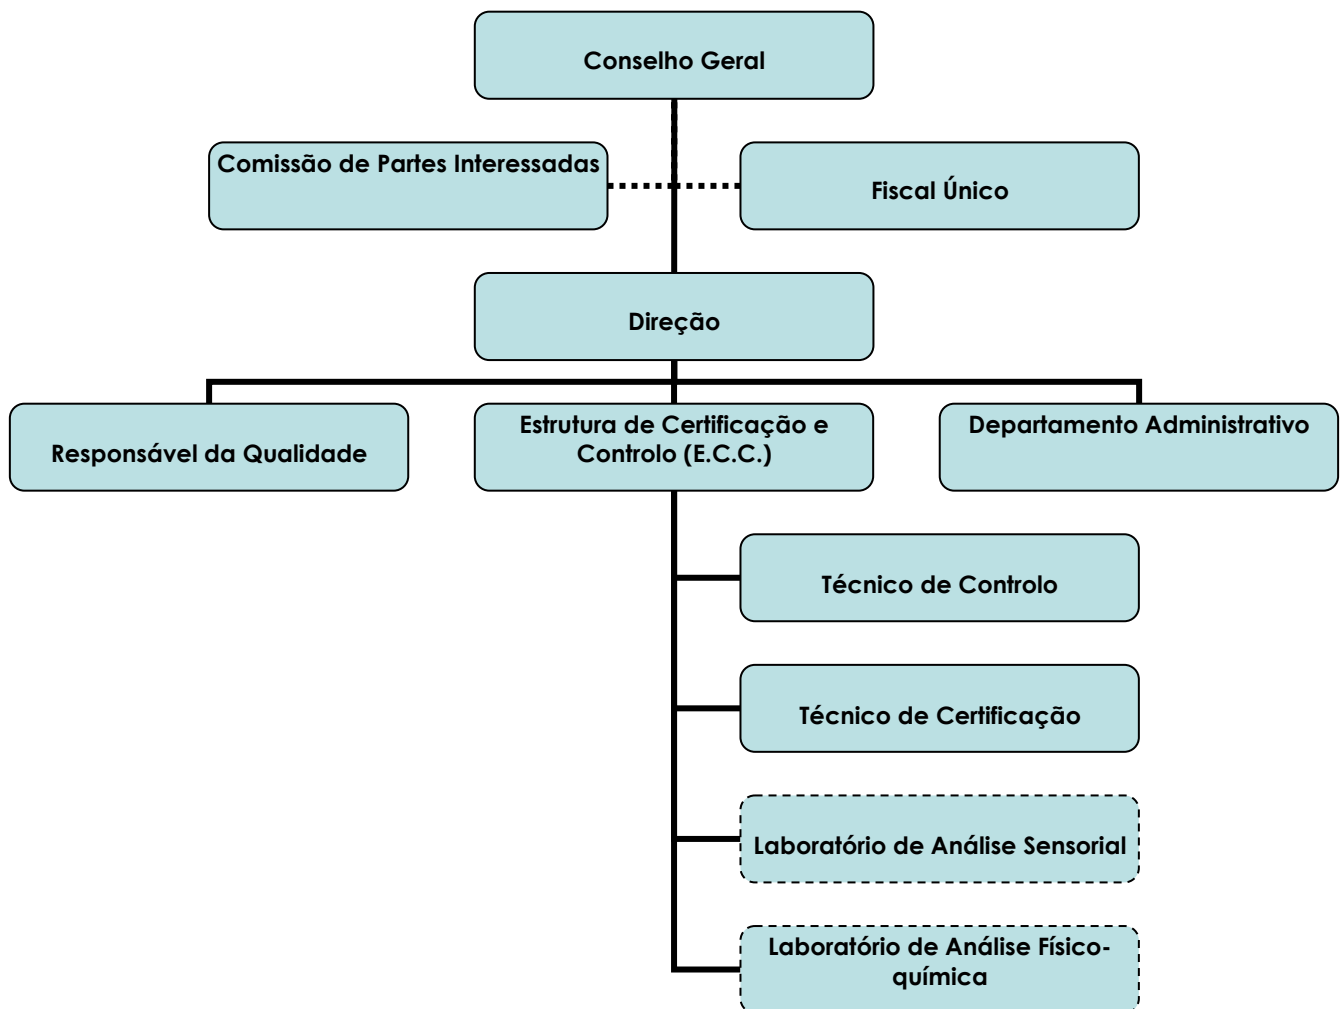 Conselho Geral
Comissão de Partes Interessadas
Fiscal Único
Direção
Responsável da Qualidade
Estrutura de Certificação e
Controlo (E.C.C.)
Departamento Administrativo
Técnico de Controlo
Técnico de Certificação
Laboratório de Análise Sensorial
Laboratório de Análise Físico-
química